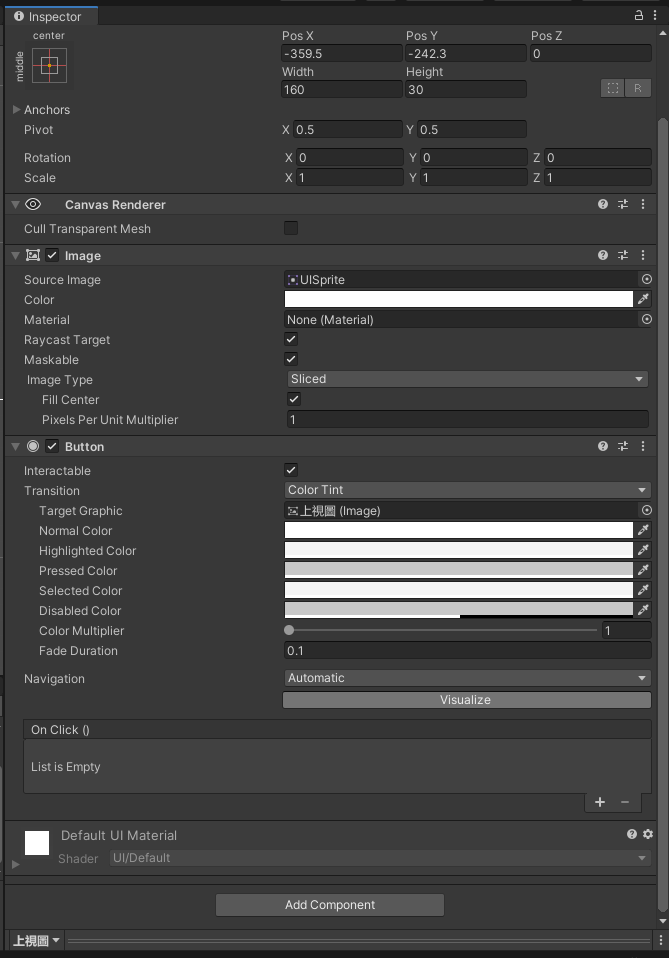 Inspector
center
middle
Pos X Pos Y Pos Z
-359.5 -242.3 0
Width Height
160 30
R
Anchors
Pivot X 0.5 Y 0.5
Rotation X 0 Y 0 Z 0
Scale X 1 Y 1 Z 1
Canvas Renderer
Cull Transparent Mesh
Image
Source Image UISprite
Color
Material None (Material)
Raycast Target
Maskable
Image Type Sliced
Fill Center
Pixels Per Unit Multiplier 1
Button
Interactable
Transition Color Tint
Target Graphic 上視圖 (Image)
Normal Color
Highlighted Color
Pressed Color
Selected Color
Disabled Color
Color Multiplier 1
Fade Duration 0.1
Navigation Automatic
Visualize
On Click ()
List is Empty
+ −
Default UI Material
Shader UI/Default
Add Component
上視圖